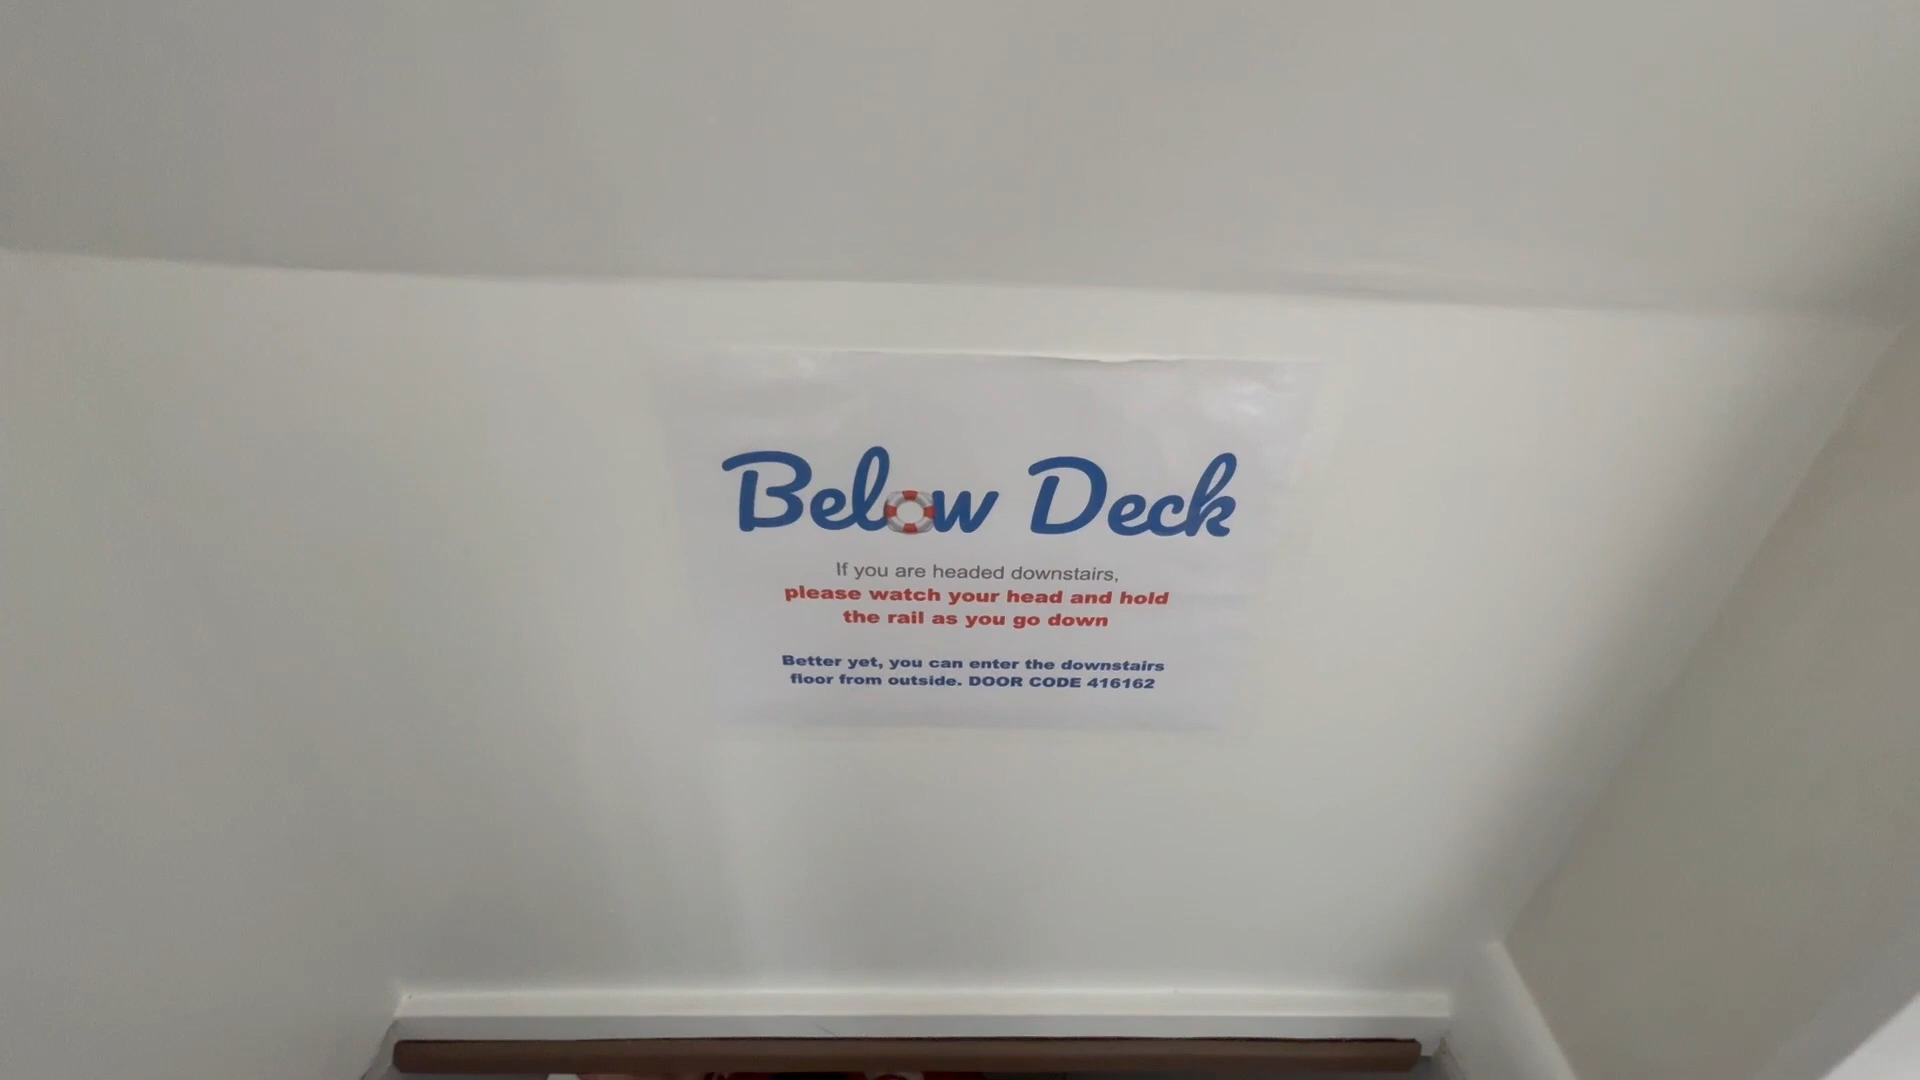 Below Deck
If you are headed downstairs,
please watch your head and hold
the rail as you go down
Better yet, you can enter the downstairs
floor from outside. DOOR CODE 416162